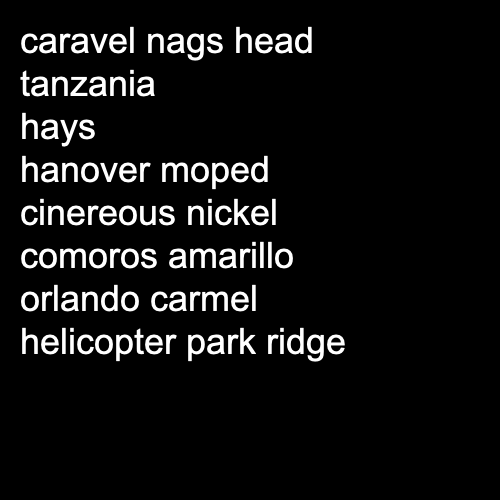 caravel nags head
tanzania
hays
hanover moped
cinereous nickel
comoros amarillo
orlando carmel
helicopter park ridge